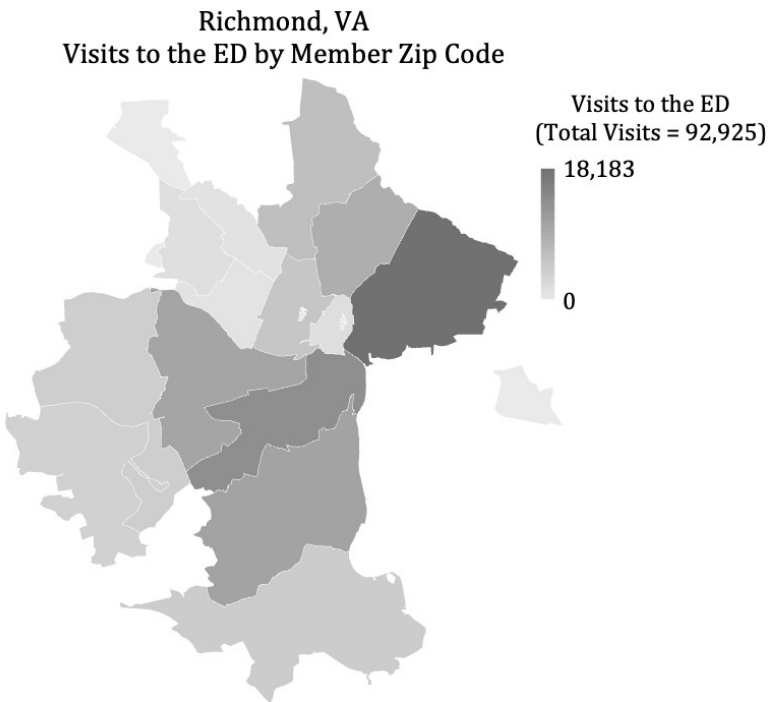 Richmond, VA
Visits to the ED by Member Zip Code
Visits to the ED
(Total Visits = 92,925)
18,183
0